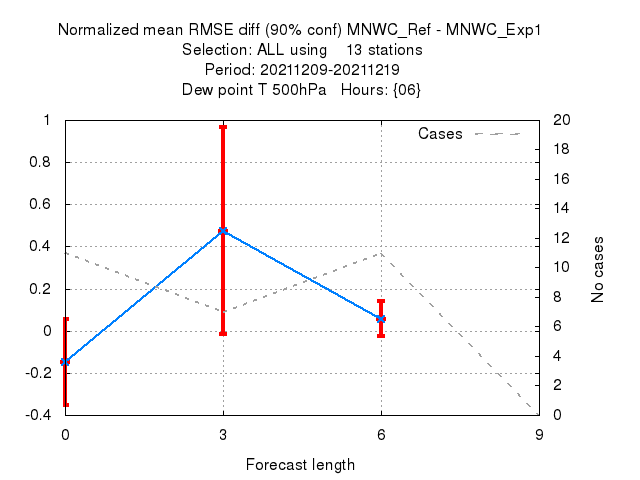 Normalized mean RMSE diff (90% conf) MNWC_Ref - MNWC_Exp1
Selection: ALL using 13 stations
Period: 20211209-20211219
Dew point T 500hPa Hours: {06}
Cases
1
0.8
0.6
0.4
0.2
0
-0.2
-0.4
20
18
16
14
12
10
8
6
4
2
0
No cases
0 3 6 9
Forecast length